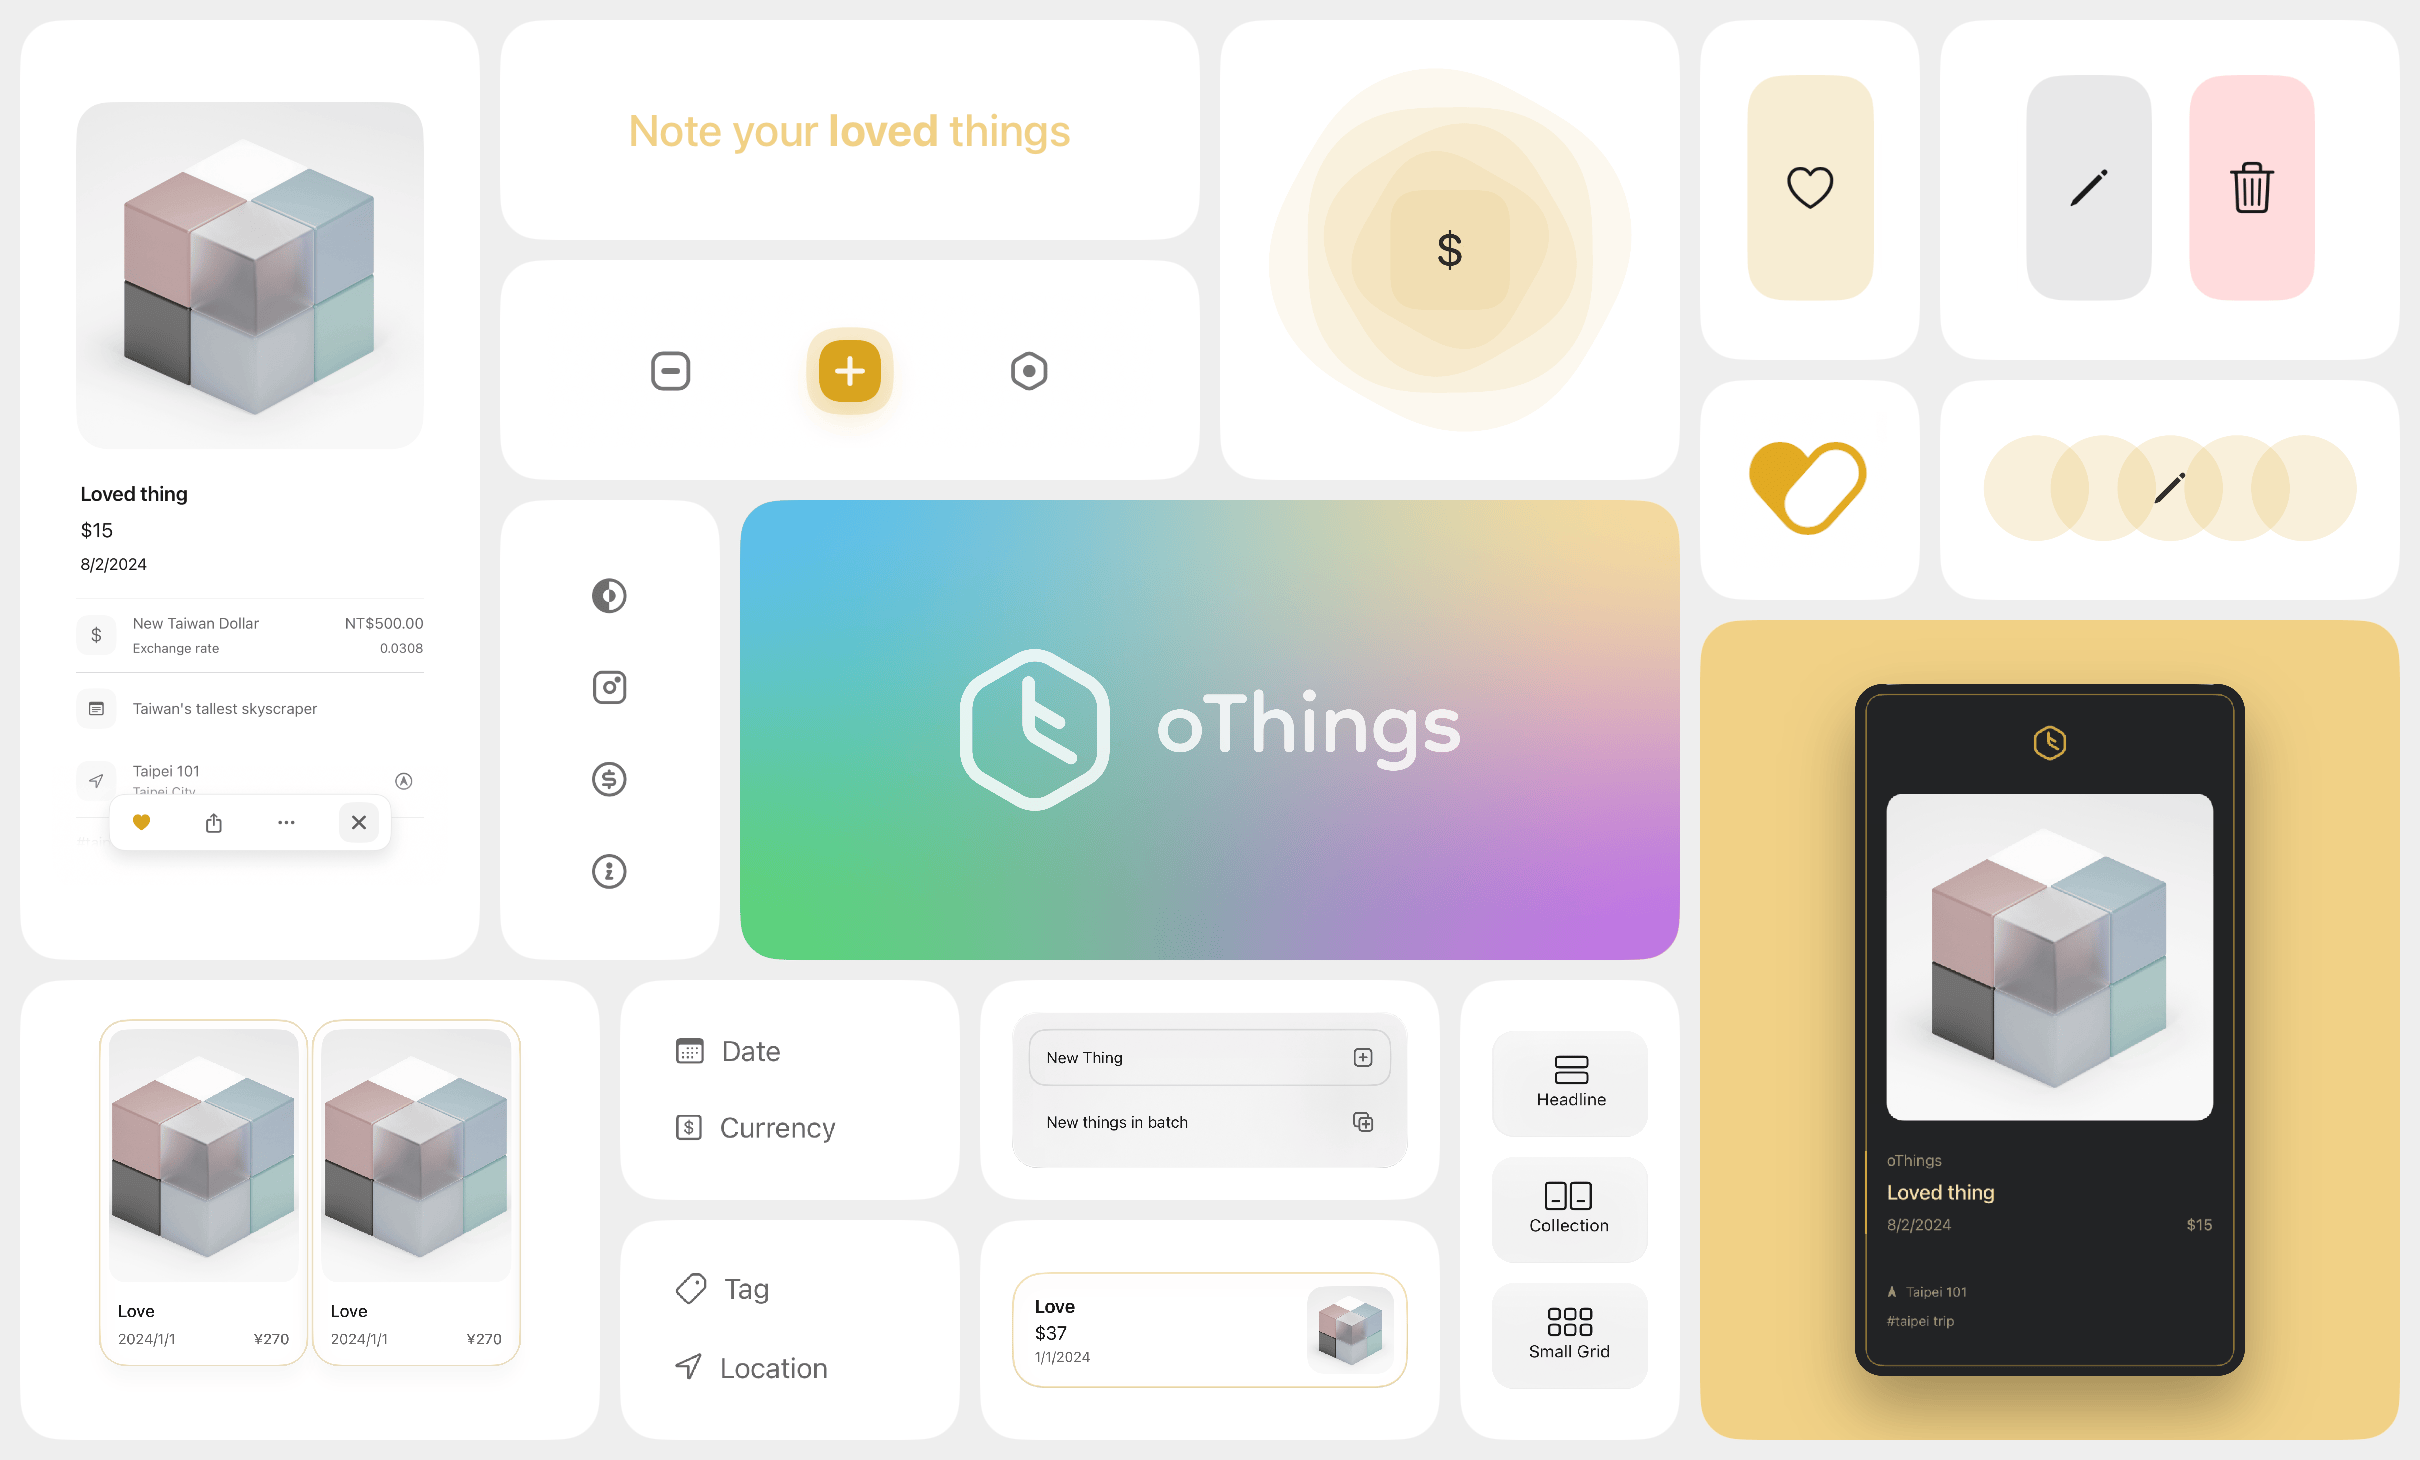 Note your loved things
$
Loved thing
$15
8/2/2024
$
New Taiwan Dollar
NT$500.00
Exchange rate
0.0308
Taiwan's tallest skyscraper
Taipei 101
Taipei City
oThings
Love
2024/1/1
¥270
Love
2024/1/1
¥270
Date
Currency
Tag
Location
New Thing
New things in batch
Love
$37
1/1/2024
Headline
Collection
Small Grid
oThings
Loved thing
8/2/2024
$15
Taipei 101
#taipei trip